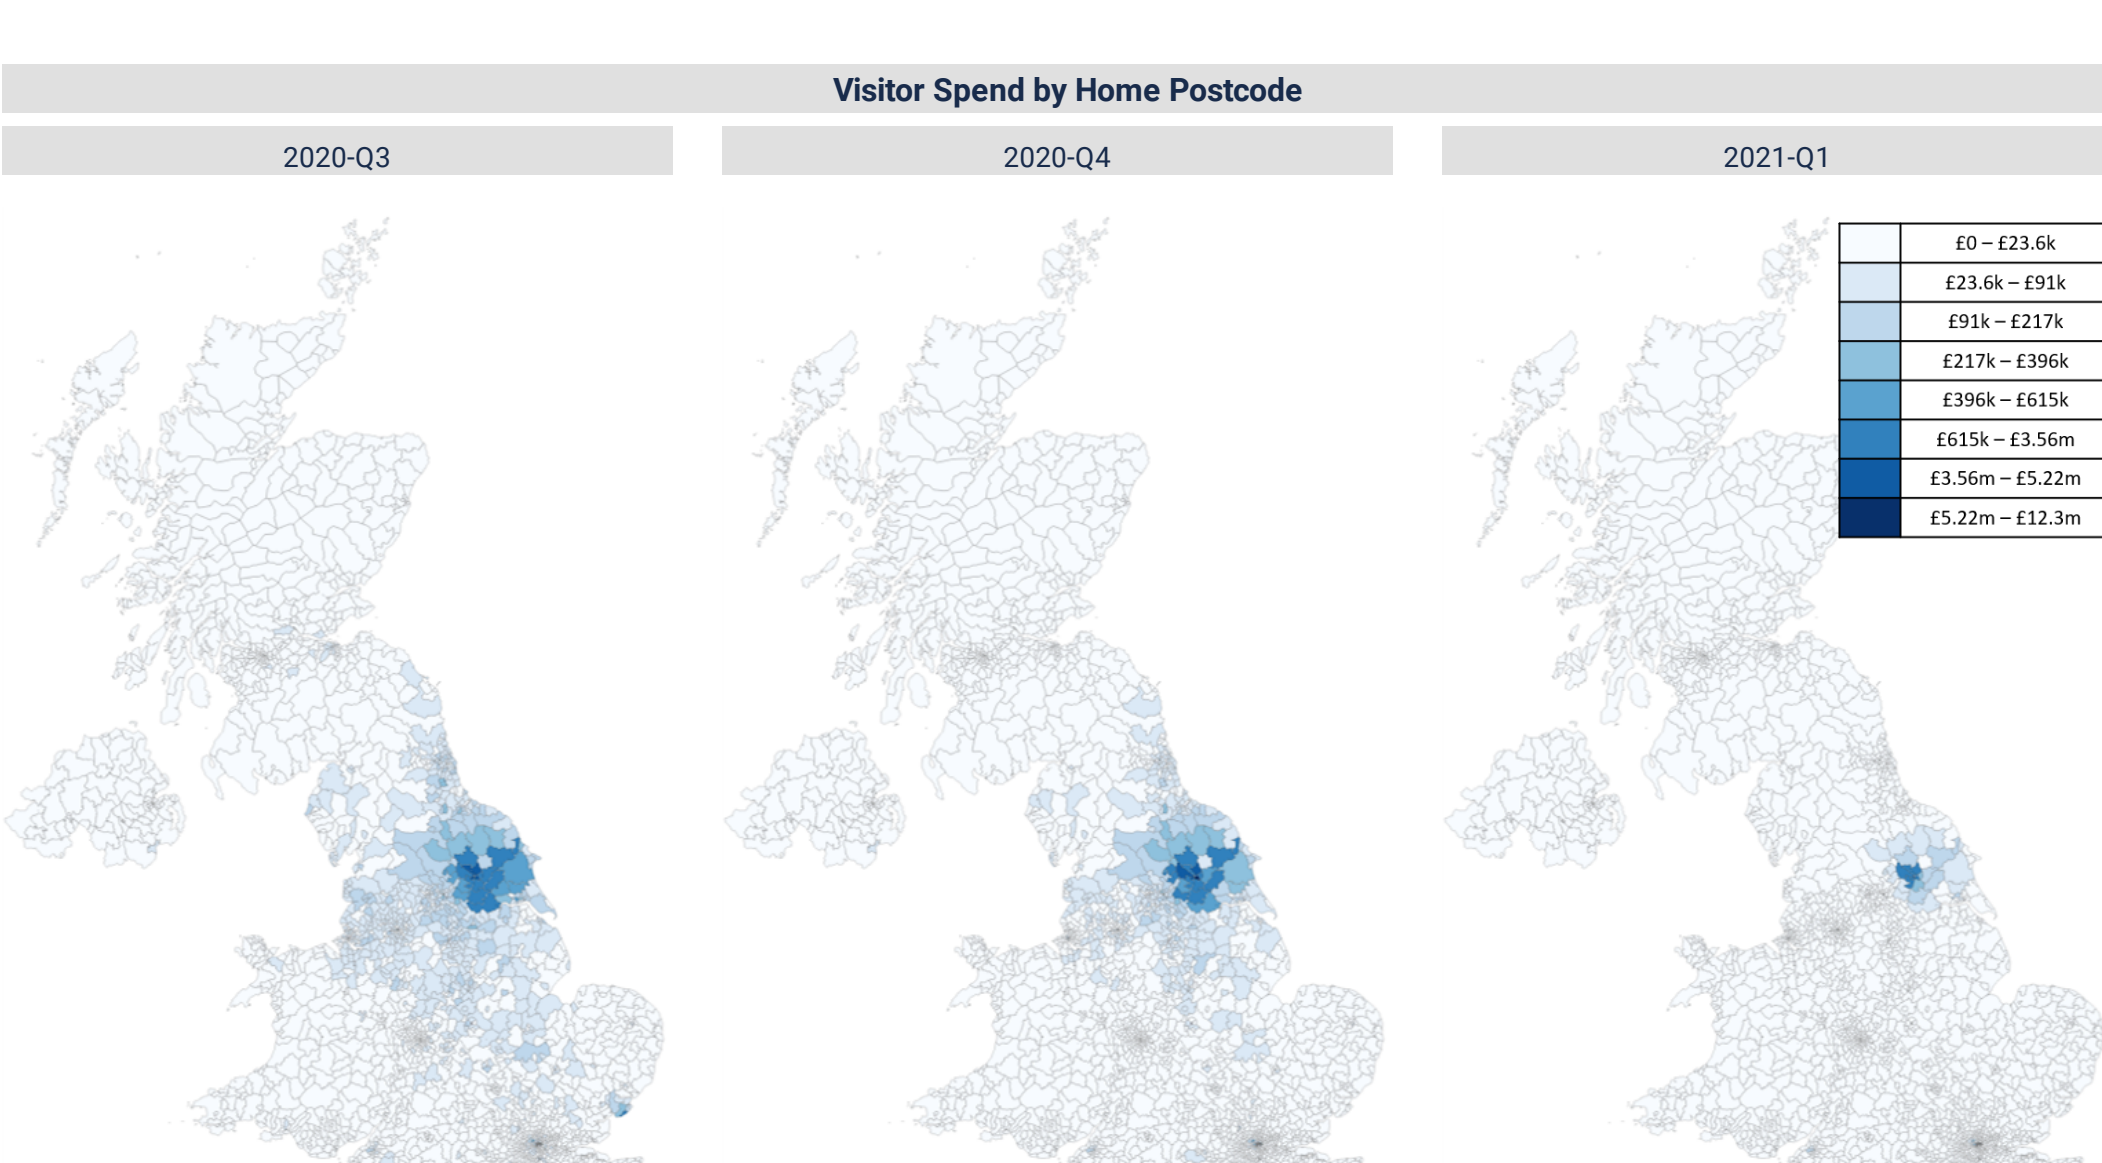 Visitor Spend by Home Postcode
2020-Q3
2020-Q4
2021-Q1
£0 – £23.6k
£23.6k – £91k
£91k – £217k
£217k – £396k
£396k – £615k
£615k – £3.56m
£3.56m – £5.22m
£5.22m – £12.3m